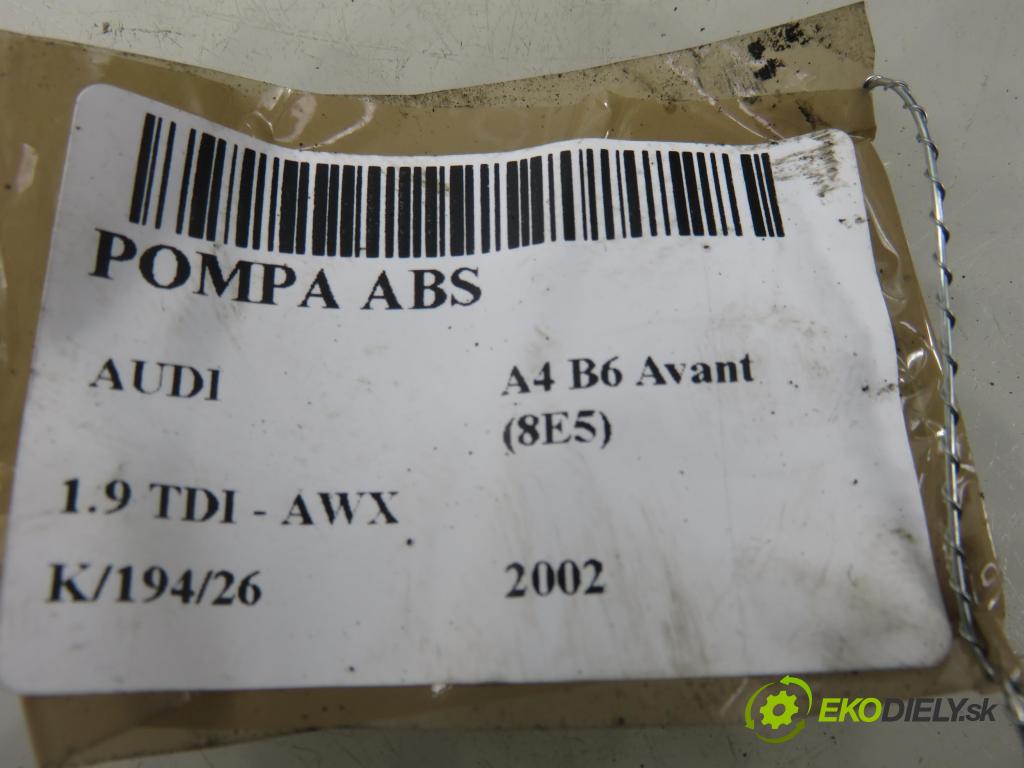 POMPA ABS
AUDI
A4 B6 Avant
(8E5)
1.9 TDI - AWX
K/194/26
2002
EKODIELY.sk